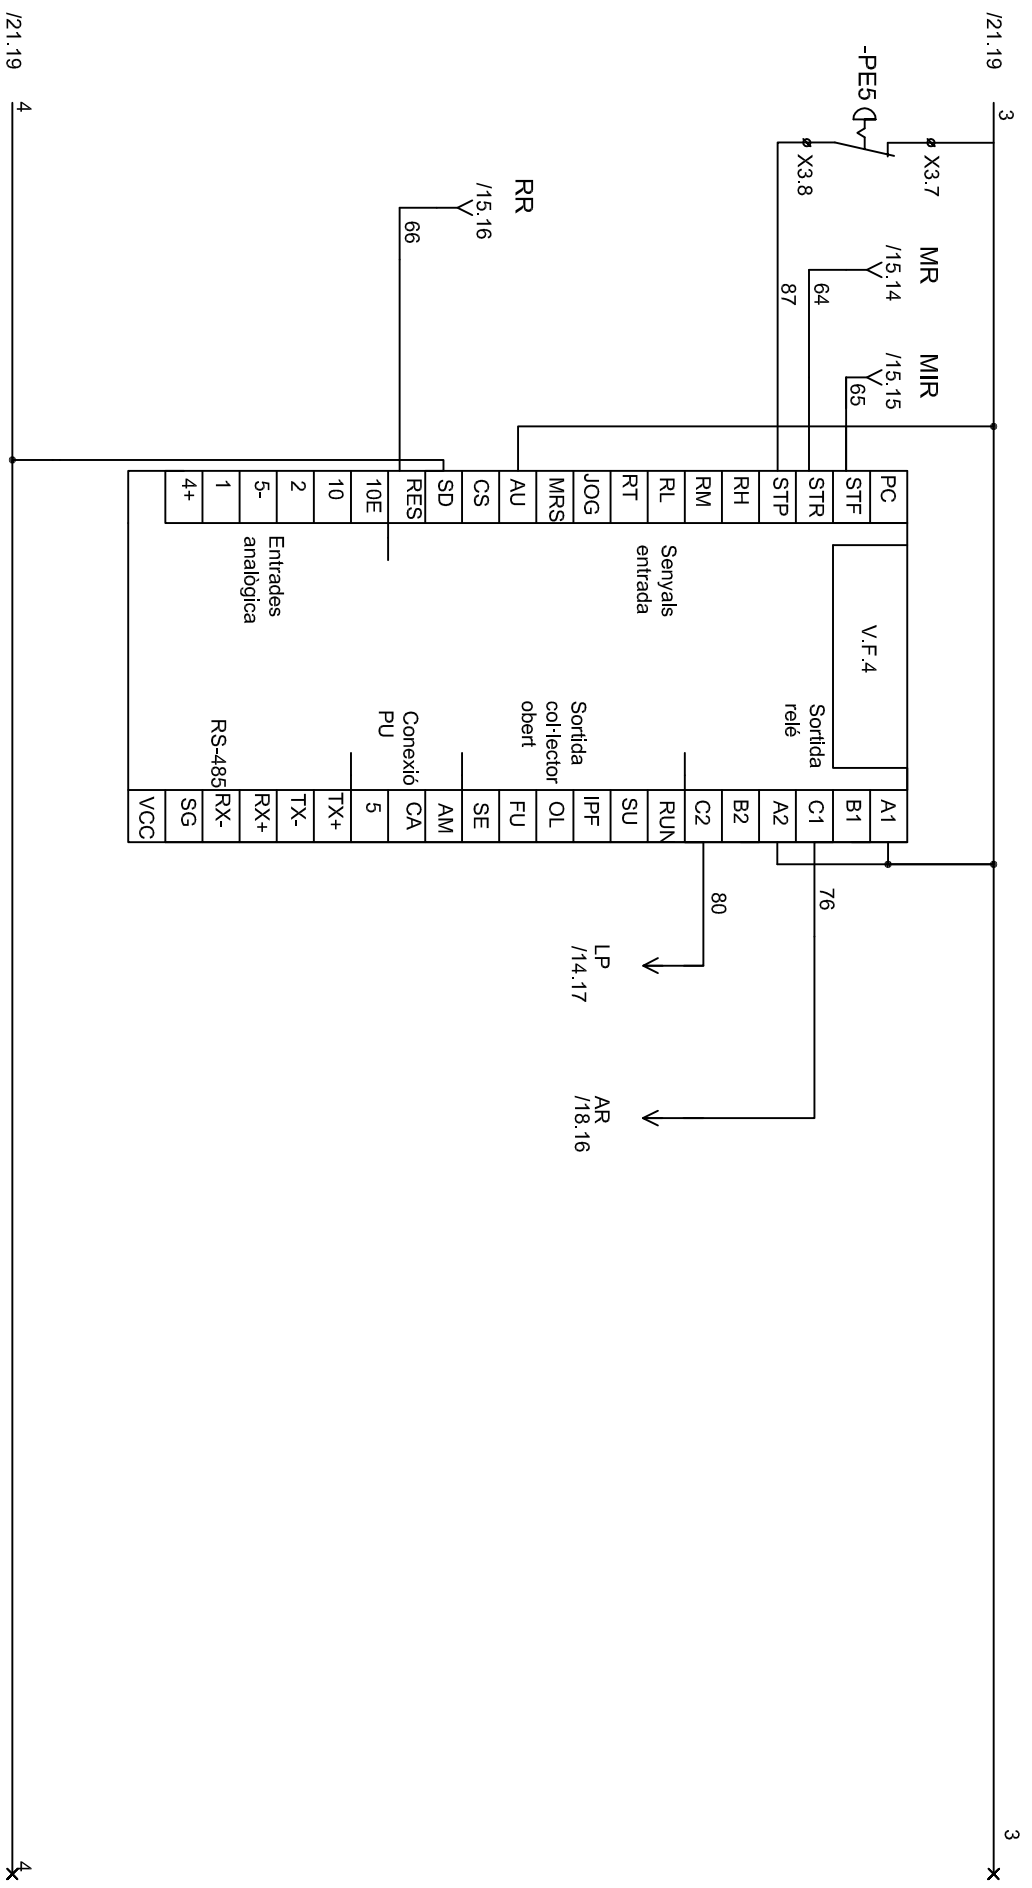 /21.19
3
3
-PE5
X3.7
X3.8
MR
/15.14
64
MIR
/15.15
65
87
RR
/15.16
66
PC
STF
STR
STP
RH
RM
RL
RT
JOG
MRS
AU
CS
SD
RES
10E
10
2
5-
1
4+
V.F.4
Senyals
entrada
Entrades
analògica
Sortida
relé
Sortida
col·lector
obert
Conexió
PU
RS-485
A1
B1
C1
A2
B2
C2
RUN
SU
IPF
OL
FU
SE
AM
CA
5
TX+
TX-
RX+
RX-
SG
VCC
76
80
LP
/14.17
AR
/18.16
/21.19
4
4